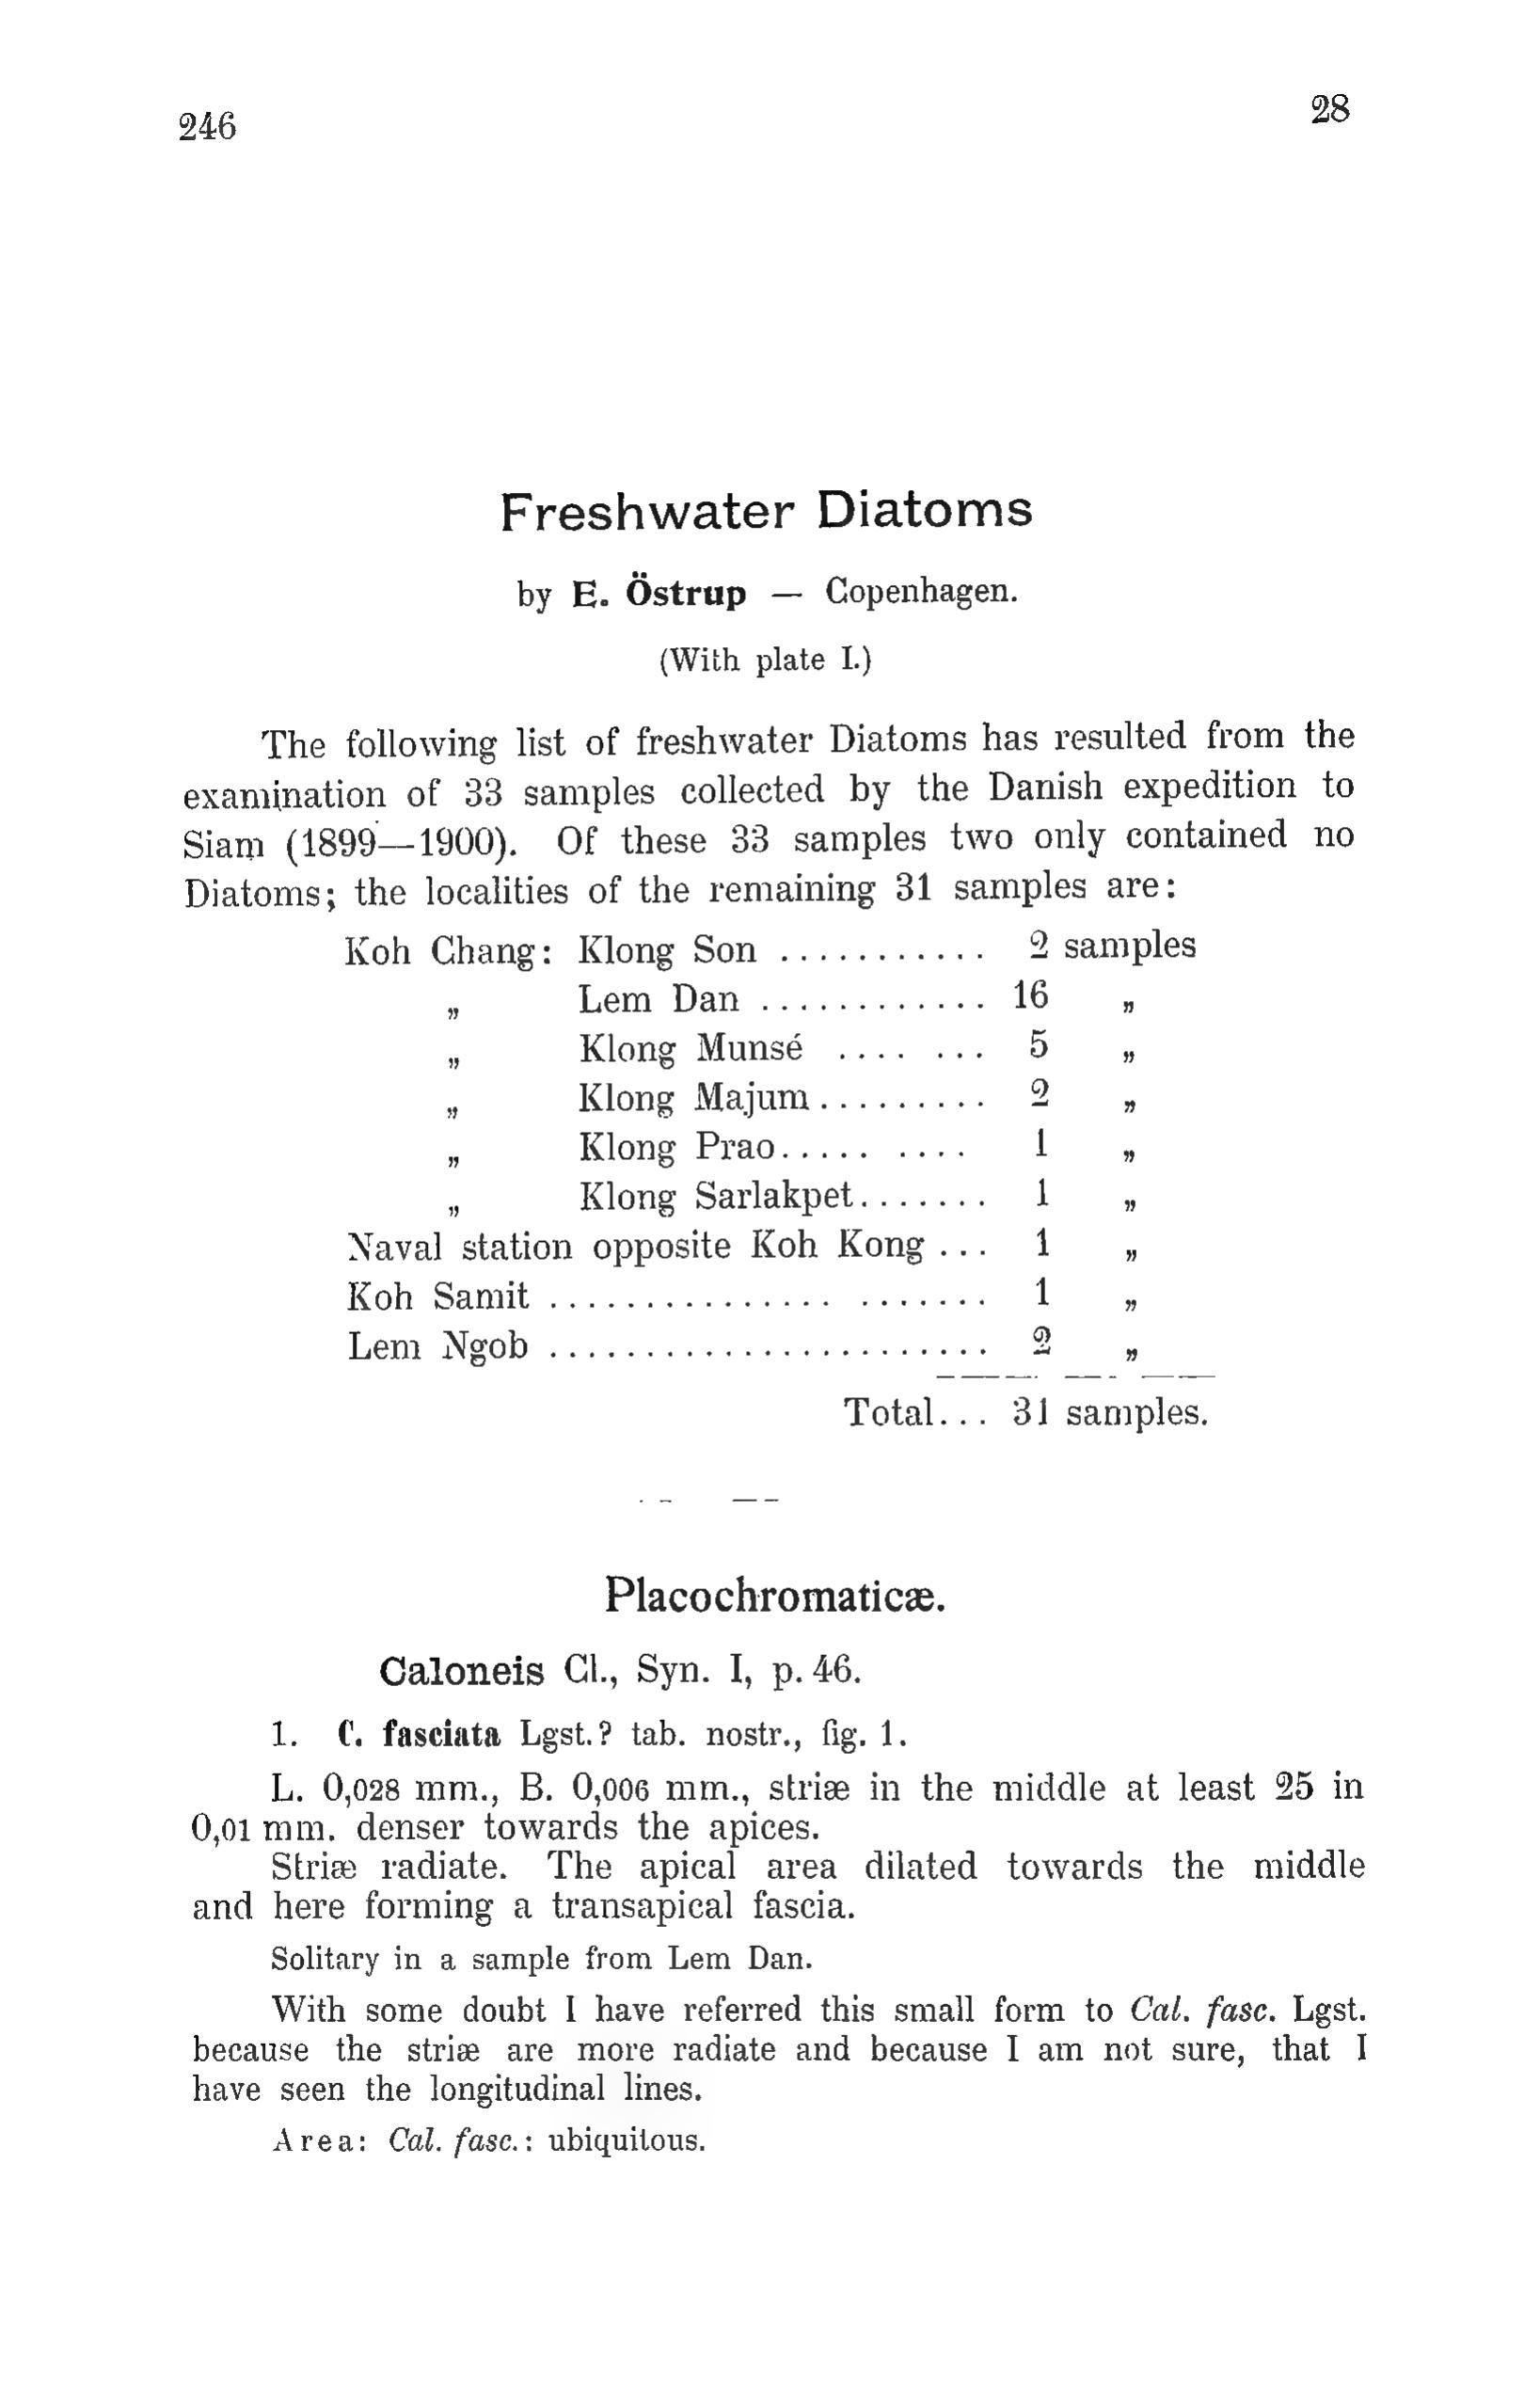 246 28
Freshwater Diatoms
by E. Östrup — Copenhagen.
(With plate I.)
The following list of freshwater Diatoms has resulted from the
examination of 33 samples collected by the Danish expedition to
Siam (1899—1900). Of these 33 samples two only contained no
Diatoms; the localities of the remaining 31 samples are:
Koh Chang: Klong Son ........... 2 samples
„ Lem Dan ............ 16 „
„ Klong Munsé .... ... 5 „
„ Klong Majum......... 2 „
„ Klong Prao..... .... 1 „
„ Klong Sarlakpet....... 1 „
Naval station opposite Koh Kong ... 1 „
Koh Samit ............... ....... 1 „
Lem Ngob ....................... 2 „
Total... 31 samples.
Placochromaticæ.
Caloneis Cl., Syn. I, p. 46.
1. C. fasciata Lgst.? tab. nostr., fig. 1.
L. 0,028 mm., B. 0,006 mm., striæ in the middle at least 25 in
0,01 mm. denser towards the apices.
Striæ radiate. The apical area dilated towards the middle
and here forming a transapical fascia.
Solitary in a sample from Lem Dan.
With some doubt I have referred this small form to Cal. fasc. Lgst.
because the striæ are more radiate and because I am not sure, that I
have seen the longitudinal lines.
Area: Cal. fasc.: ubiquitous.